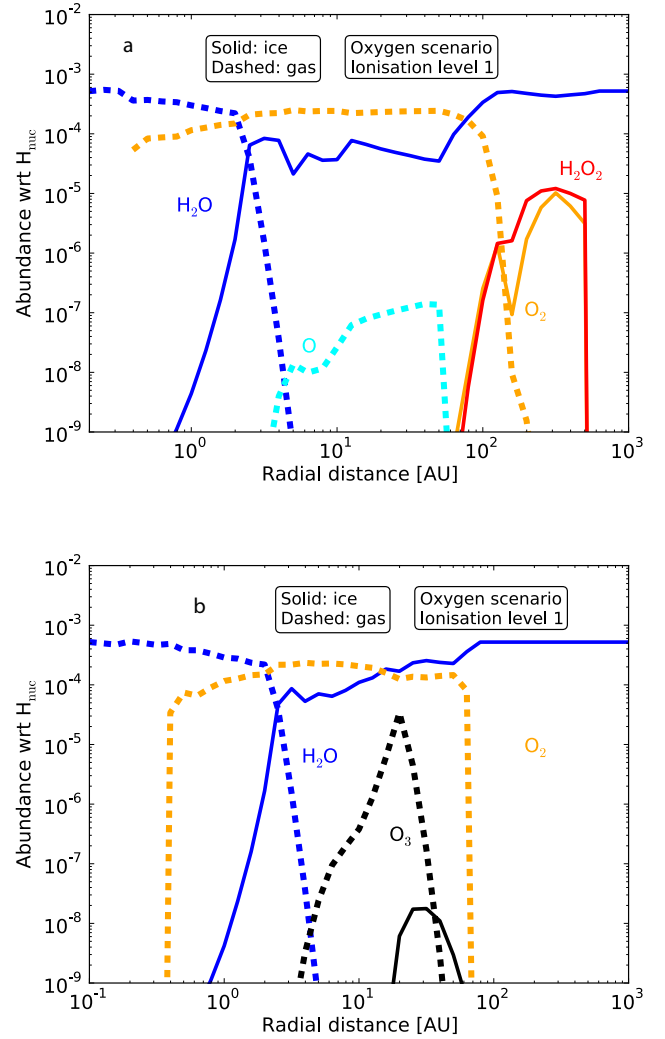 a
Solid: ice
Dashed: gas
Oxygen scenario
Ionisation level 1
Abundance wrt H_nuc
10^-2
10^-3
10^-4
10^-5
10^-6
10^-7
10^-8
10^-9
H₂O
O
H₂O₂
O₂
10^0
10^1
10^2
10^3
Radial distance [AU]
b
Solid: ice
Dashed: gas
Oxygen scenario
Ionisation level 1
Abundance wrt H_nuc
10^-2
10^-3
10^-4
10^-5
10^-6
10^-7
10^-8
10^-9
H₂O
O₂
O₃
10^-1
10^0
10^1
10^2
10^3
Radial distance [AU]